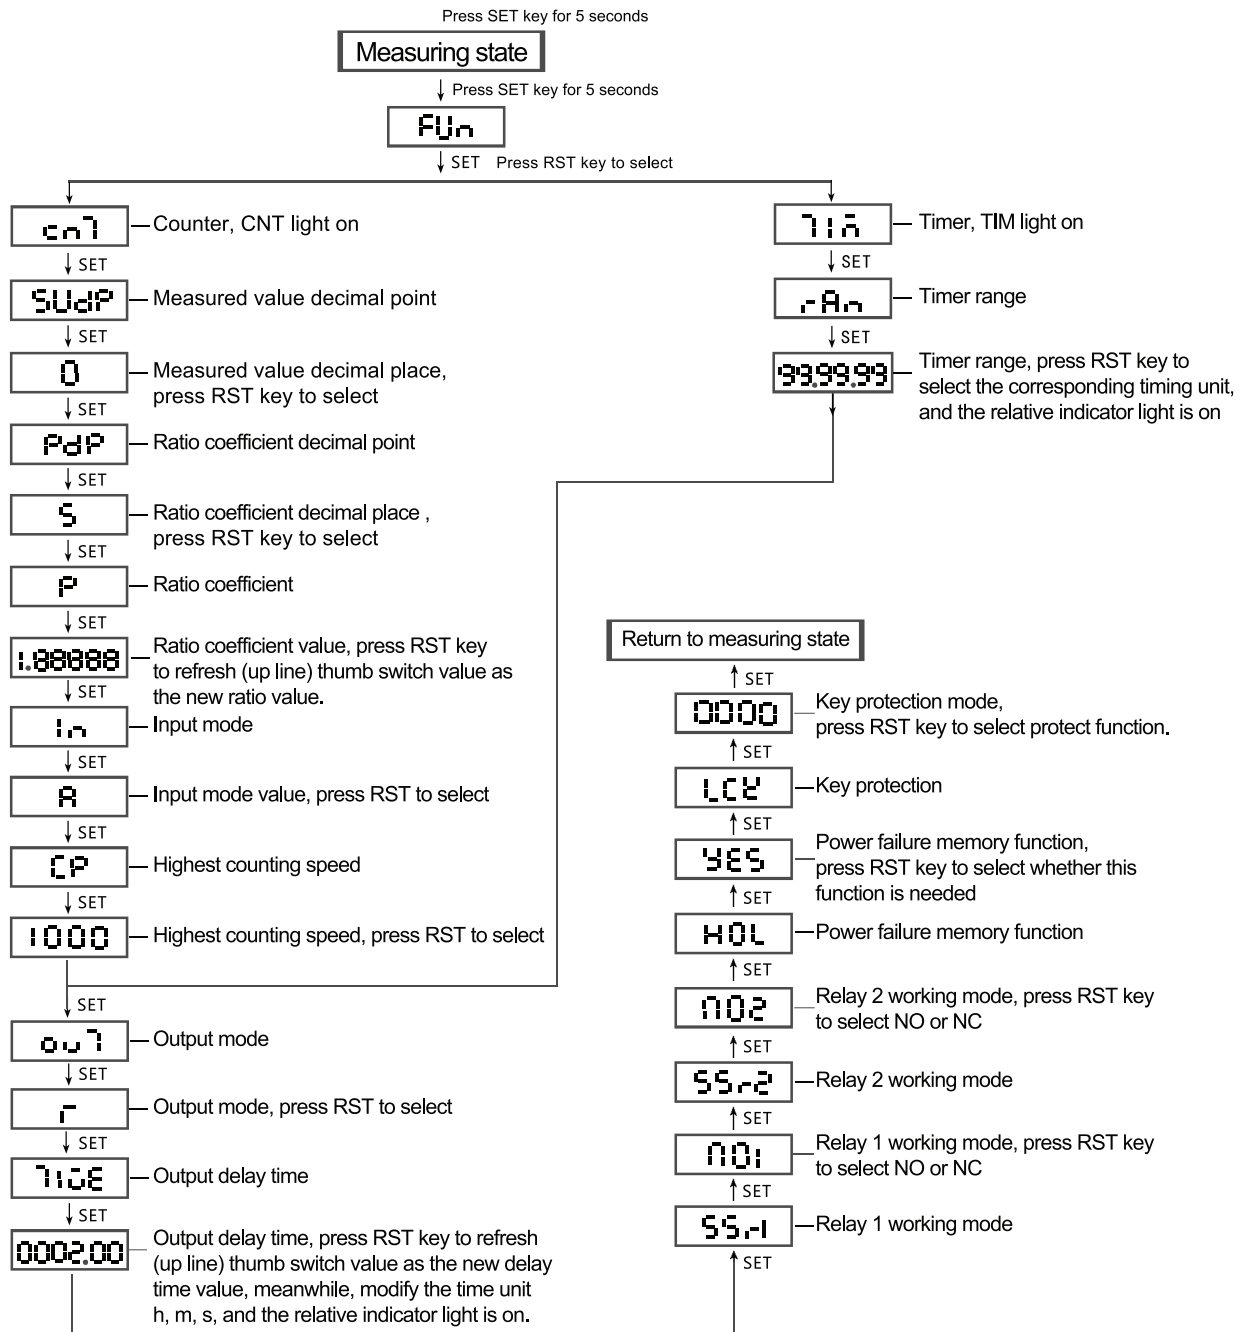 Press SET key for 5 seconds
Measuring state
Press SET key for 5 seconds
FUn
SET Press RST key to select
cnT
Counter, CNT light on
SET
SUdP
Measured value decimal point
SET
0
Measured value decimal place,
press RST key to select
SET
PdP
Ratio coefficient decimal point
SET
5
Ratio coefficient decimal place ,
press RST key to select
SET
P
Ratio coefficient
SET
1.88888
Ratio coefficient value, press RST key
to refresh (up line) thumb switch value as
the new ratio value.
SET
In
Input mode
SET
A
Input mode value, press RST to select
SET
CP
Highest counting speed
SET
1000
Highest counting speed, press RST to select
SET
ouT
Output mode
SET
r
Output mode, press RST to select
SET
TiME
Output delay time
SET
0002.00
Output delay time, press RST key to refresh
(up line) thumb switch value as the new delay
time value, meanwhile, modify the time unit
h, m, s, and the relative indicator light is on.
TIM
Timer, TIM light on
SET
rAn
Timer range
SET
99.99.99
Timer range, press RST key to
select the corresponding timing unit,
and the relative indicator light is on
Return to measuring state
SET
0000
Key protection mode,
press RST key to select protect function.
SET
LCK
Key protection
SET
YES
Power failure memory function,
press RST key to select whether this
function is needed
SET
HOL
Power failure memory function
SET
NO2
Relay 2 working mode, press RST key
to select NO or NC
SET
SSr2
Relay 2 working mode
SET
NO1
Relay 1 working mode, press RST key
to select NO or NC
SET
SSr1
Relay 1 working mode
SET